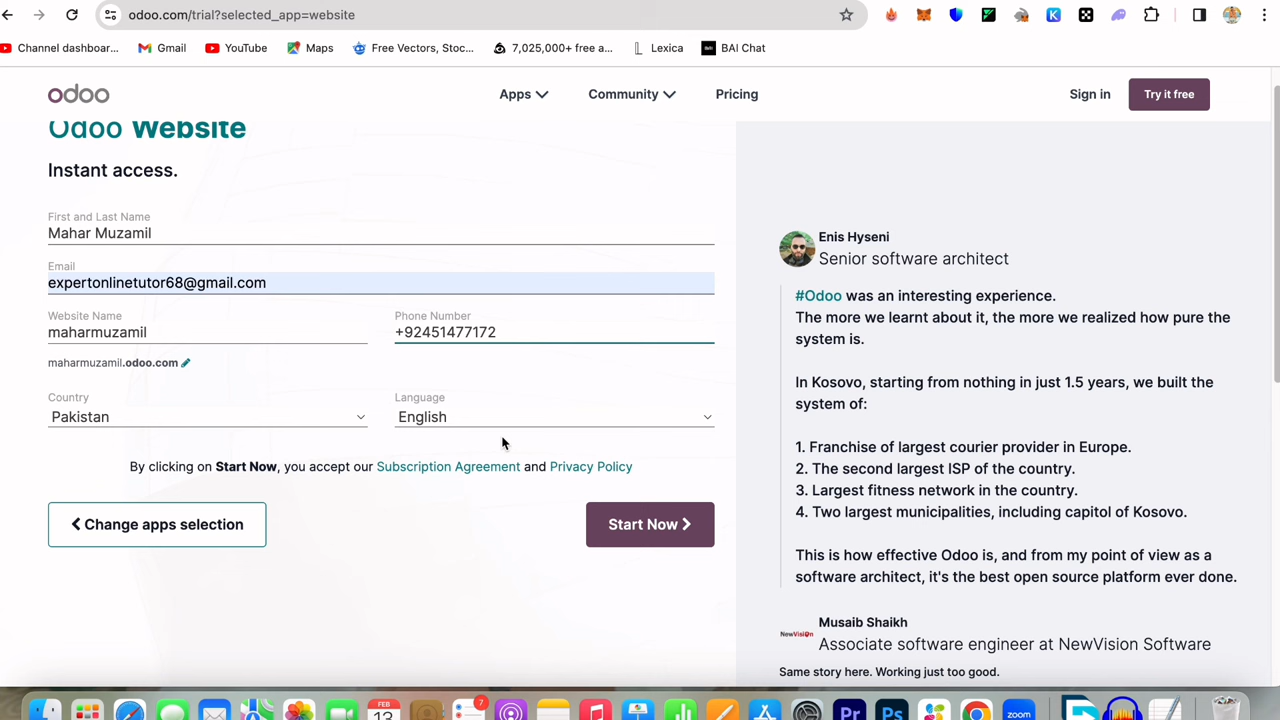 odoo.com/trial?selected_app=website
Channel dashboar...
Gmail
YouTube
Maps
Free Vectors, Stoc...
7,025,000+ free a...
Lexica
BAI Chat
odoo
Apps
Community
Pricing
Sign in
Try it free
Odoo Website
Instant access.
First and Last Name
Mahar Muzamil
Email
expertonlinetutor68@gmail.com
Website Name
maharmuzamil
Phone Number
+92451477172
maharmuzamil.odoo.com
Country
Pakistan
Language
English
By clicking on Start Now, you accept our Subscription Agreement and Privacy Policy
Change apps selection
Start Now
Enis Hyseni
Senior software architect
#Odoo was an interesting experience.
The more we learnt about it, the more we realized how pure the
system is.
In Kosovo, starting from nothing in just 1.5 years, we built the
system of:
1. Franchise of largest courier provider in Europe.
2. The second largest ISP of the country.
3. Largest fitness network in the country.
4. Two largest municipalities, including capitol of Kosovo.
This is how effective Odoo is, and from my point of view as a
software architect, it's the best open source platform ever done.
NewVision
Musaib Shaikh
Associate software engineer at NewVision Software
Same story here. Working just too good.
FEB
13
7
Pr
Ps
zoom